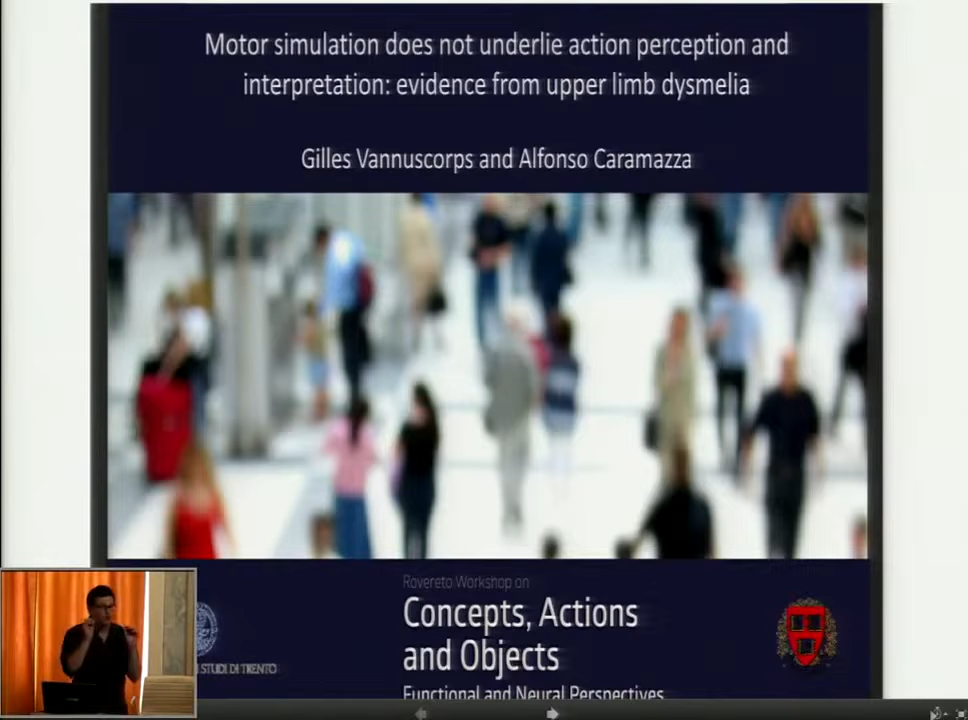 Motor simulation does not underlie action perception and
interpretation: evidence from upper limb dysmelia
Gilles Vannuscorps and Alfonso Caramazza
Rovereto Workshop on
Concepts, Actions
and Objects
Functional and Neural Perspectives
STUDI DI TRENTO